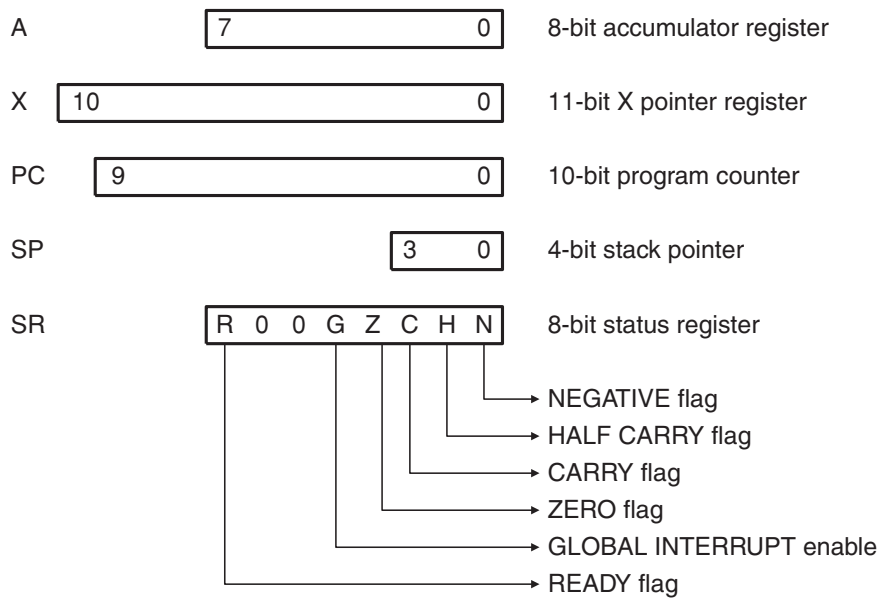 A 7 0 8-bit accumulator register
X 10 0 11-bit X pointer register
PC 9 0 10-bit program counter
SP 3 0 4-bit stack pointer
SR R 0 0 G Z C H N 8-bit status register
NEGATIVE flag
HALF CARRY flag
CARRY flag
ZERO flag
GLOBAL INTERRUPT enable
READY flag